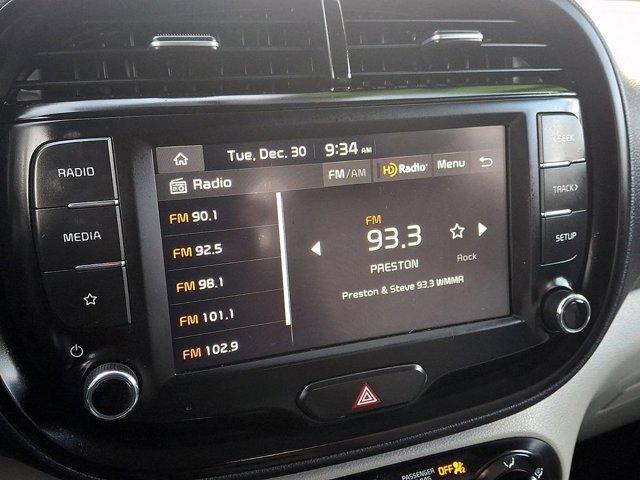 RADIO
MEDIA
Tue, Dec. 30 9:34 AM
Radio FM/AM HD Radio Menu
FM 90.1
FM 92.5
FM 98.1
FM 101.1
FM 102.9
FM
93.3
PRESTON
Rock
Preston & Steve 93.3 WMMR
<SEEK
TRACK>
SETUP
PASSENGER
BAG OFF